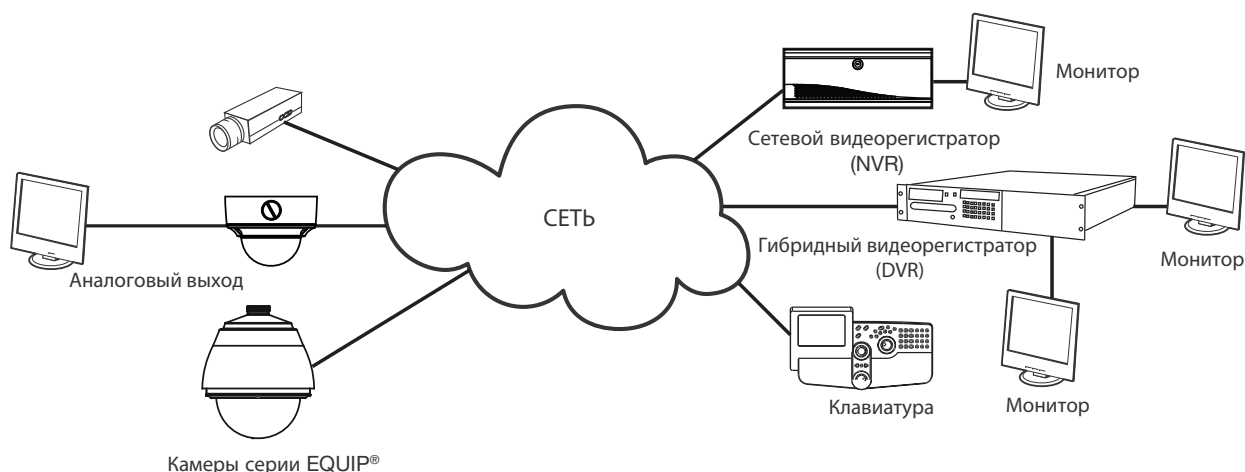 Монитор
Сетевой видеорегистратор
(NVR)
СЕТЬ
Гибридный видеорегистратор
(DVR)
Монитор
Аналоговый выход
Клавиатура
Монитор
Камеры серии EQUIP®